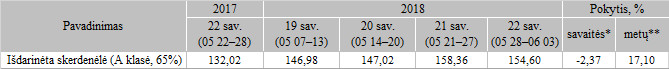 Pavadinimas 2017 2018 Pokytis, %
22 sav. (05 22–28) 19 sav. (05 07–13) 20 sav. (05 14–20) 21 sav. (05 21–27) 22 sav. (05 28–06 03) savaitės* metų**
Išdarinėta skerdenėlė (A klasė, 65%) 132,02 146,98 147,02 158,36 154,60 -2,37 17,10